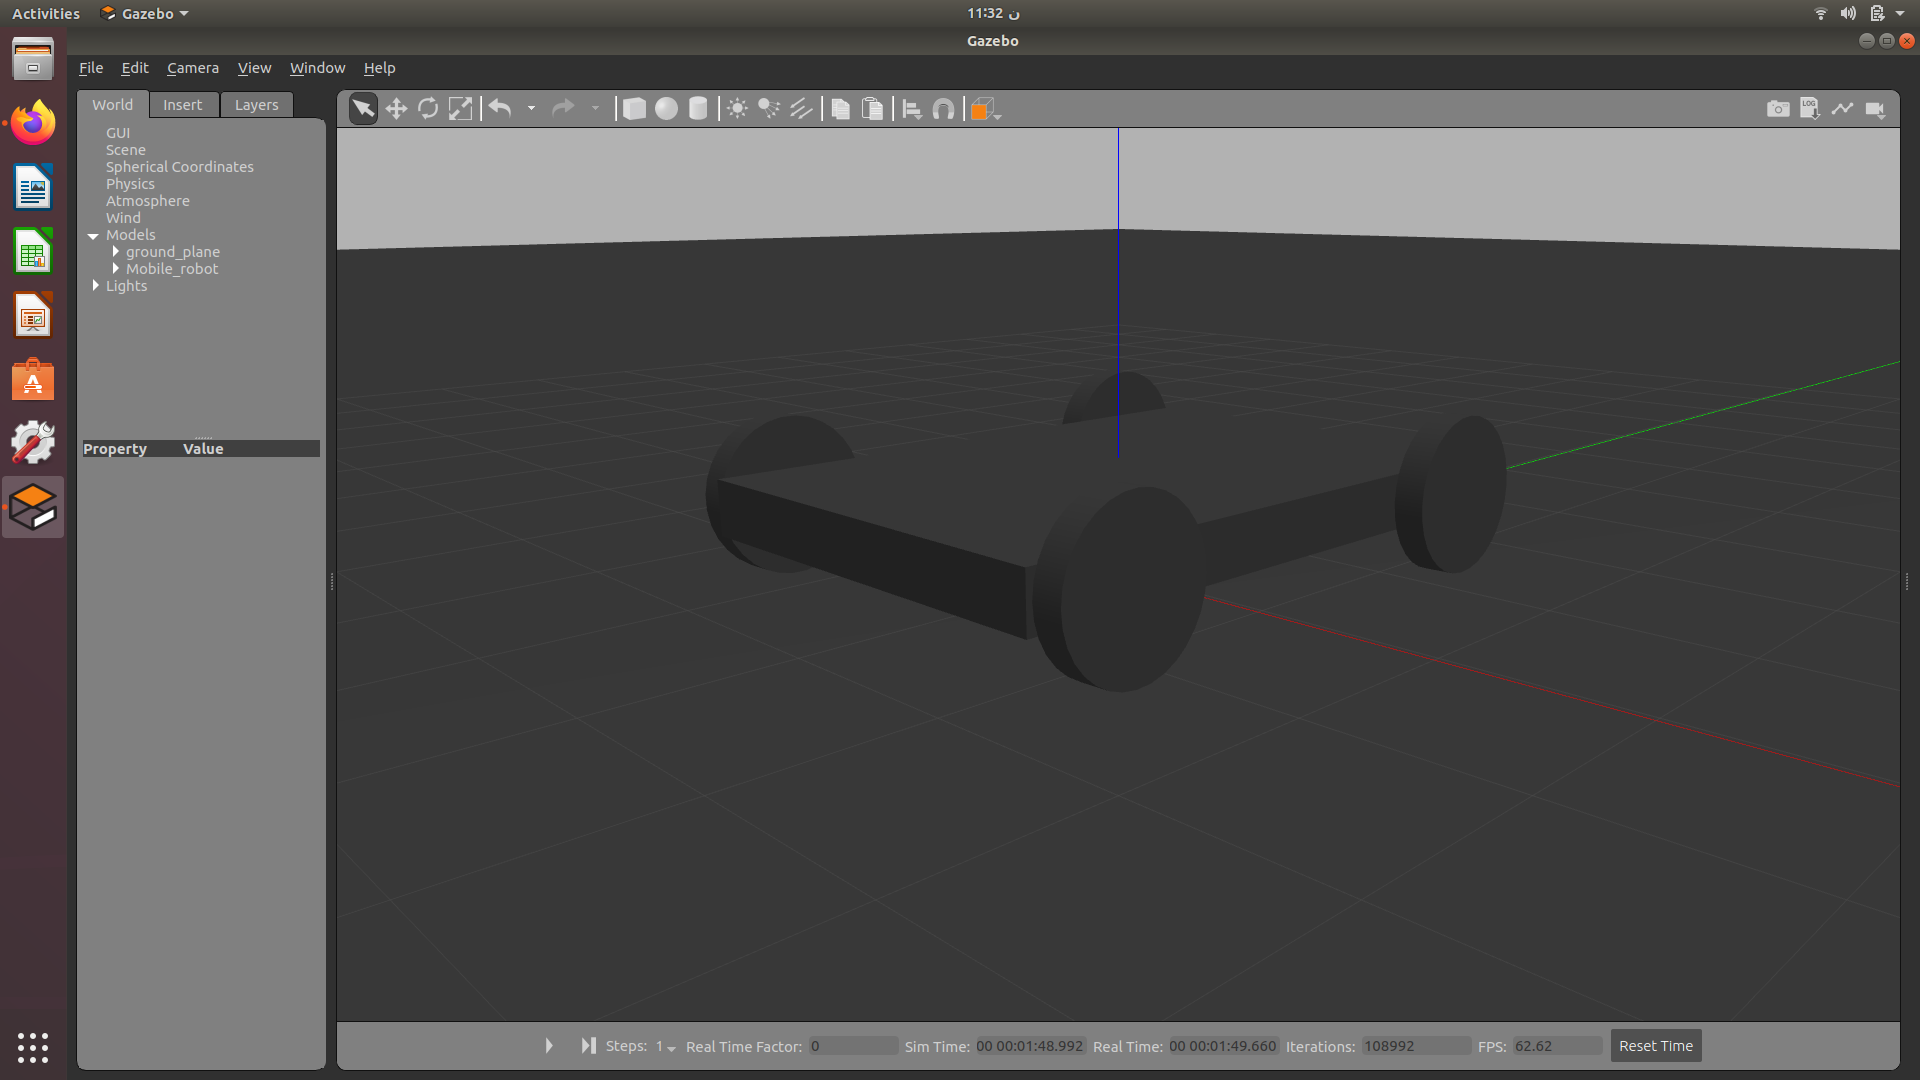 Activities
Gazebo
11:32 ن
Gazebo
File Edit Camera View Window Help
World Insert Layers
GUI
Scene
Spherical Coordinates
Physics
Atmosphere
Wind
Models
ground_plane
Mobile_robot
Lights
Property Value
LOG
Steps: 1 Real Time Factor: 0 Sim Time: 00 00:01:48.992 Real Time: 00 00:01:49.660 Iterations: 108992 FPS: 62.62 Reset Time